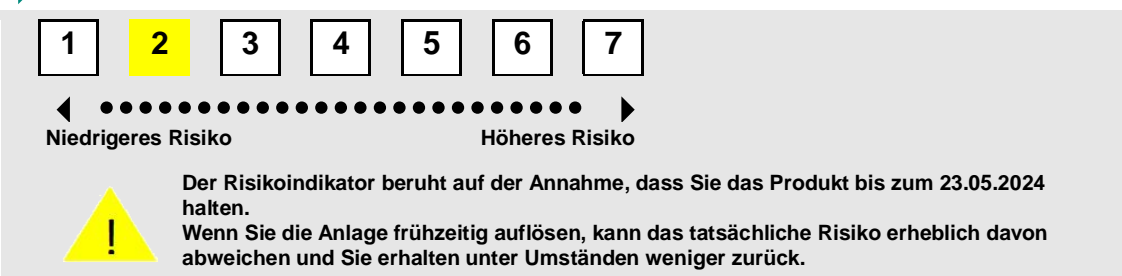 1 2 3 4 5 6 7
Niedrigeres Risiko Höheres Risiko
Der Risikoindikator beruht auf der Annahme, dass Sie das Produkt bis zum 23.05.2024
halten.
Wenn Sie die Anlage frühzeitig auflösen, kann das tatsächliche Risiko erheblich davon
abweichen und Sie erhalten unter Umständen weniger zurück.
!